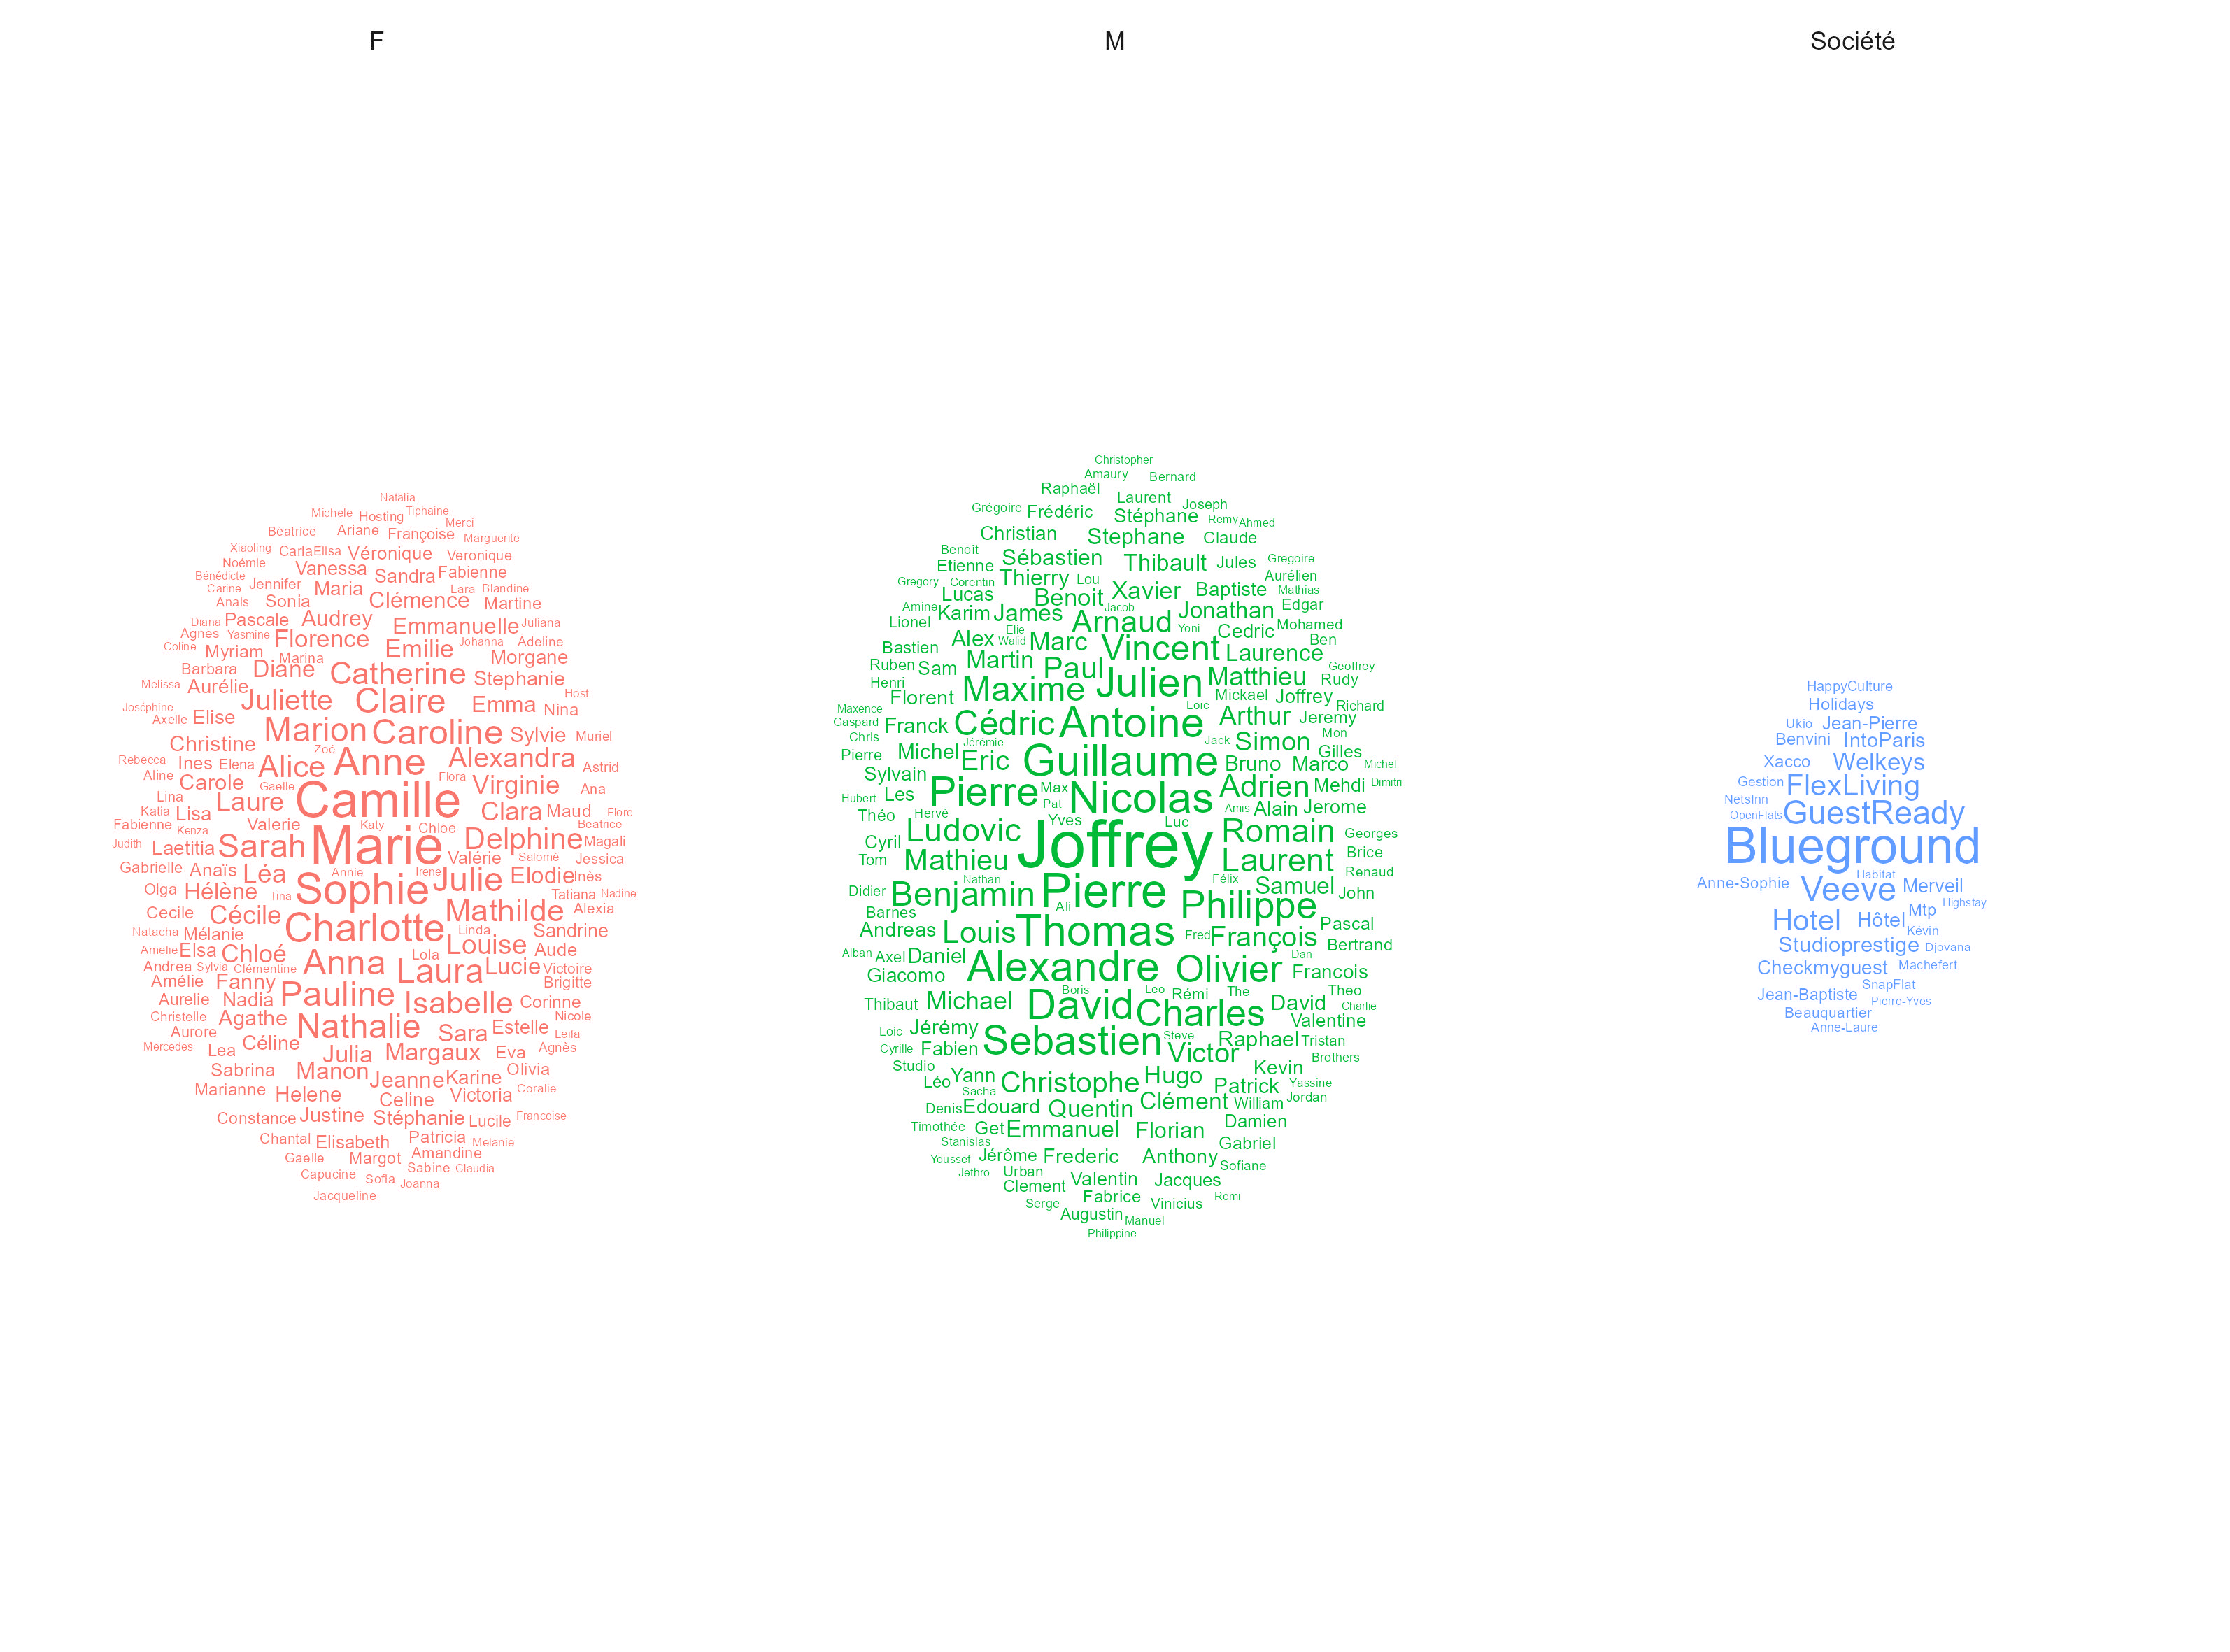 F
M
Société
Natalia
Michele Hosting Tiphaine
Merci
Béatrice Ariane Françoise Marguerite
Xiaoling Carla Elisa Véronique Veronique
Noémie Vanessa Sandra Fabienne
Bénédicte Jennifer Maria Lara Blandine
Carine
Anais Sonia Clémence Martine
Diana Pascale Audrey Emmanuelle Juliana
Agnes Yasmine Florence Emilie Johanna Adeline
Coline Myriam Marina Morgane
Barbara Diane Catherine Stephanie
Melissa Aurélie Juliette Claire Emma Host
Joséphine Nina
Axelle Elise Marion Caroline Sylvie Muriel
Christine Zoé
Rebecca Ines Elena Alice Anne Alexandra Astrid
Aline Carole Gaëlle Flora Virginie Ana
Lina Laure Camille Clara Maud Flore
Katia Lisa
Fabienne Kenza Valerie Katy Chloe Beatrice
Judith Laetitia Sarah Marie Delphine Magali
Valérie Salomé Jessica
Gabrielle Anaïs Léa Annie Irene Julie Elodie Inès
Olga Hélène Tina Sophie Tatiana Nadine
Cecile Cécile Charlotte Mathilde Alexia
Natacha Mélanie Linda Sandrine
Amelie Elsa Chloé Lola Louise Aude
Andrea Sylvia Clémentine Anna Laura Lucie Victoire
Amélie Fanny Brigitte
Aurelie Nadia Pauline Isabelle Corinne
Christelle Agathe Nathalie Sara Estelle Nicole
Aurore Leila
Mercedes Lea Céline Julia Margaux Eva Agnès
Sabrina Manon Jeanne Karine Olivia
Marianne Helene Celine Victoria Coralie
Constance Justine Stéphanie Lucile Francoise
Chantal Elisabeth Patricia Melanie
Gaelle Margot Amandine
Capucine Sofia Sabine Claudia
Joanna
Jacqueline
Christopher
Amaury Bernard
Raphaël Laurent
Grégoire Frédéric Stéphane Joseph
Remy Ahmed
Christian Stephane Claude
Benoît Sébastien Thibault Jules Gregoire
Etienne Thierry Lou Aurélien
Gregory Corentin Xavier Baptiste Mathias
Lucas Benoit Jacob
Amine Karim James Arnaud Jonathan Edgar
Lionel Elie Yoni Cedric Mohamed
Bastien Alex Walid Marc Vincent Laurence Ben
Ruben Sam Martin Paul Geoffrey
Henri Maxime Julien Matthieu Rudy
Florent Mickael Joffrey
Maxence Loïc Richard
Gaspard Franck Cédric Antoine Arthur Jeremy
Chris Jérémie Jack Simon Mon
Pierre Michel Eric Guillaume Bruno Marco Gilles Michel
Sylvain Pierre Max Nicolas Adrien Mehdi Dimitri
Hubert Les Pat Amis Alain Jerome
Théo Hervé Yves Luc
Cyril Ludovic Joffrey Romain Georges
Tom Mathieu Laurent Brice
Nathan Félix Renaud
Didier Benjamin Pierre Samuel John
Barnes Ali Philippe
Andreas Louis Thomas Fred François Pascal
Bertrand
Alban Axel Daniel Dan
Giacomo Alexandre Olivier Francois
Boris Leo Rémi The Theo
Thibaut Michael David Charles David Charlie
Loic Jérémy Valentine
Cyrille Fabien Sebastien Steve Victor Raphael Tristan
Studio Brothers
Léo Yann Christophe Hugo Kevin
Sacha Patrick Yassine
Denis Edouard Quentin Clément William Jordan
Timothée Get Emmanuel Florian Damien
Stanislas Gabriel
Youssef Jérôme Frederic Anthony Sofiane
Jethro Urban
Clement Valentin Jacques
Serge Fabrice Vinicius Remi
Augustin Manuel
Philippine
HappyCulture
Holidays
Ukio Jean-Pierre
Benvini IntoParis
Xacco Welkeys
Gestion FlexLiving
NetsInn
OpenFlats GuestReady
Blueground
Anne-Sophie Veeve Habitat Merveil
Highstay
Hotel Hôtel Mtp
Kévin
Studioprestige Djovana
Checkmyguest Machefert
SnapFlat
Jean-Baptiste Pierre-Yves
Beauquartier
Anne-Laure